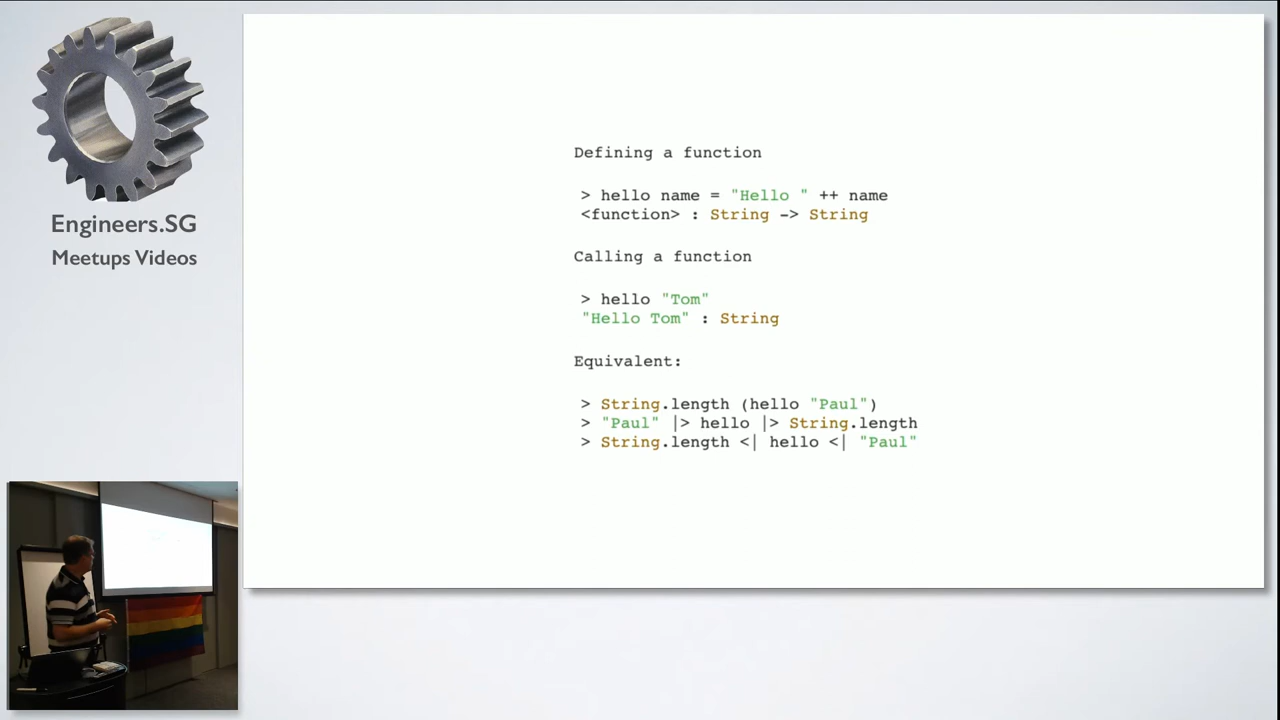 Engineers.SG
Meetups Videos
Defining a function
> hello name = "Hello " ++ name
<function> : String -> String
Calling a function
> hello "Tom"
"Hello Tom" : String
Equivalent:
> String.length (hello "Paul")
> "Paul" |> hello |> String.length
> String.length <| hello <| "Paul"